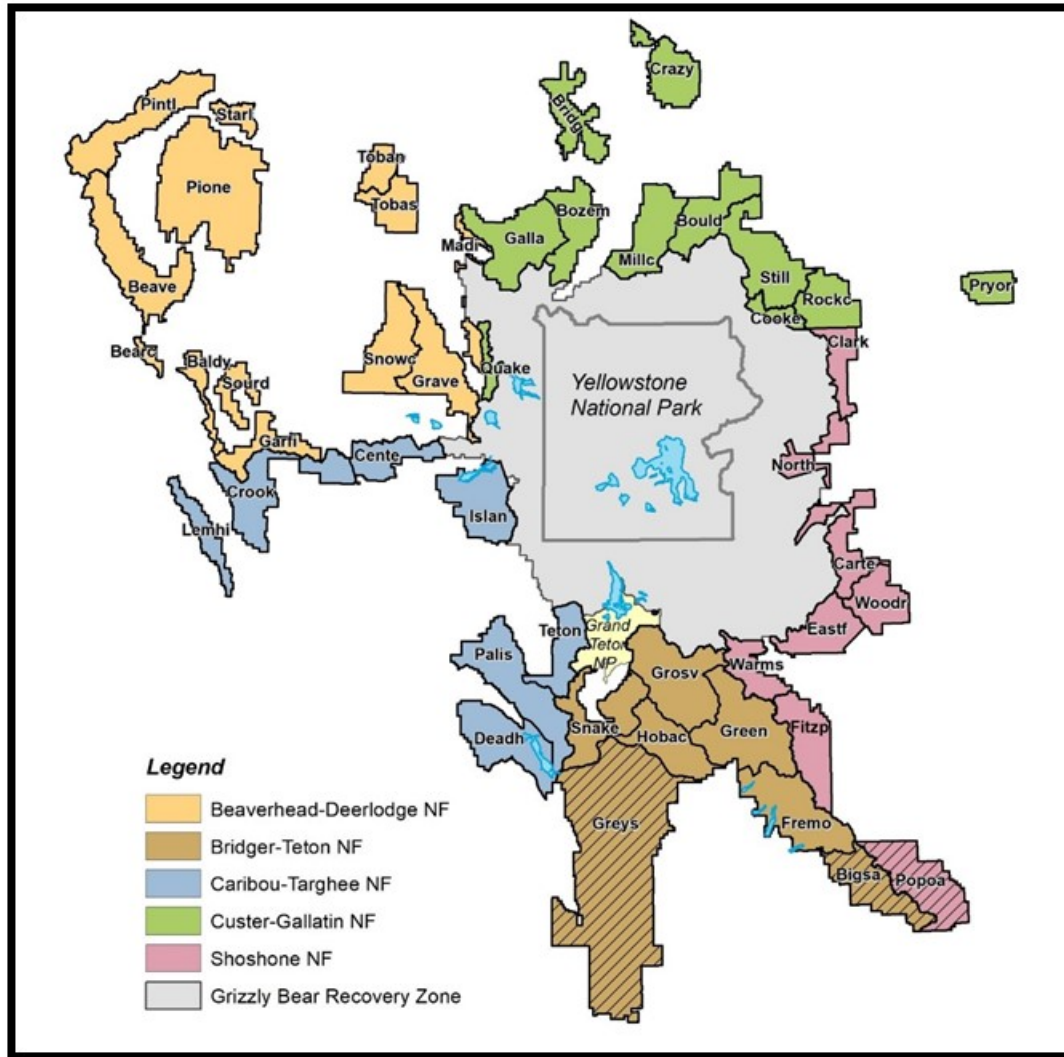 Crazy
Pintl
Starl
Bridg
Toban
Pione
Tobas
Bozem
Bould
Galla
Madi
Millc
Still
Beave
Rockc
Pryor
Cooke
Clark
Bearc
Baldy
Snowc
Quake
Sourd
Grave
Yellowstone
National Park
Garfi
Cente
North
Crook
Islan
Lemhi
Carte
Woodr
Teton
Grand
Teton
NP
Eastf
Palis
Warms
Grosv
Snake
Green
Fitzp
Deadh
Hobac
Legend
Beaverhead-Deerlodge NF
Bridger-Teton NF
Caribou-Targhee NF
Custer-Gallatin NF
Shoshone NF
Grizzly Bear Recovery Zone
Greys
Fremo
Bigsa
Popoa